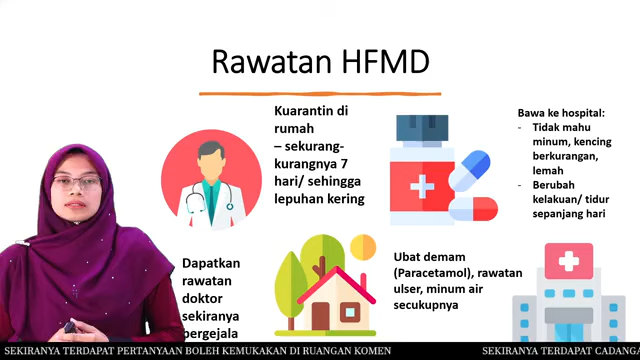 Rawatan HFMD
Kuarantin di
rumah
– sekurang-
kurangnya 7
hari/ sehingga
lepuhan kering
Bawa ke hospital:
- Tidak mahu
minum, kencing
berkurangan,
lemah
- Berubah
kelakuan/ tidur
sepanjang hari
Dapatkan
rawatan
doktor
sekiranya
bergejala
Ubat demam
(Paracetamol), rawatan
ulser, minum air
secukupnya
SEKIRANYA TERDAPAT PERTANYAAN BOLEH KEMUKAKAN DI RUANGAN KOMEN
SEKIRANYA TERDAPAT CADANG